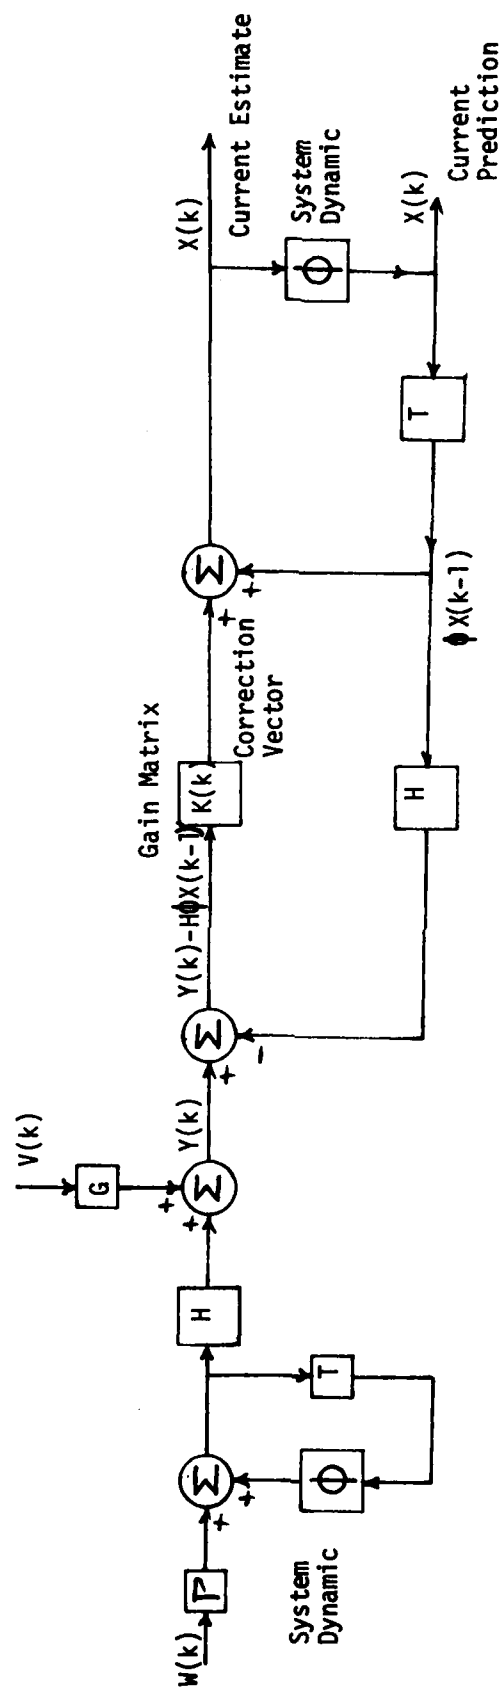 W(k)
Γ
Σ
+
+
System
Dynamic
Φ
T
H
V(k)
G
Σ
+
+
Y(k)
Σ
+
-
Y(k)-HΦX(k-1)
Gain Matrix
K(k)
Correction
Vector
Σ
+
+
H
ΦX(k-1)
T
X(k)
Current Estimate
System
Dynamic
Φ
X(k)
Current
Prediction